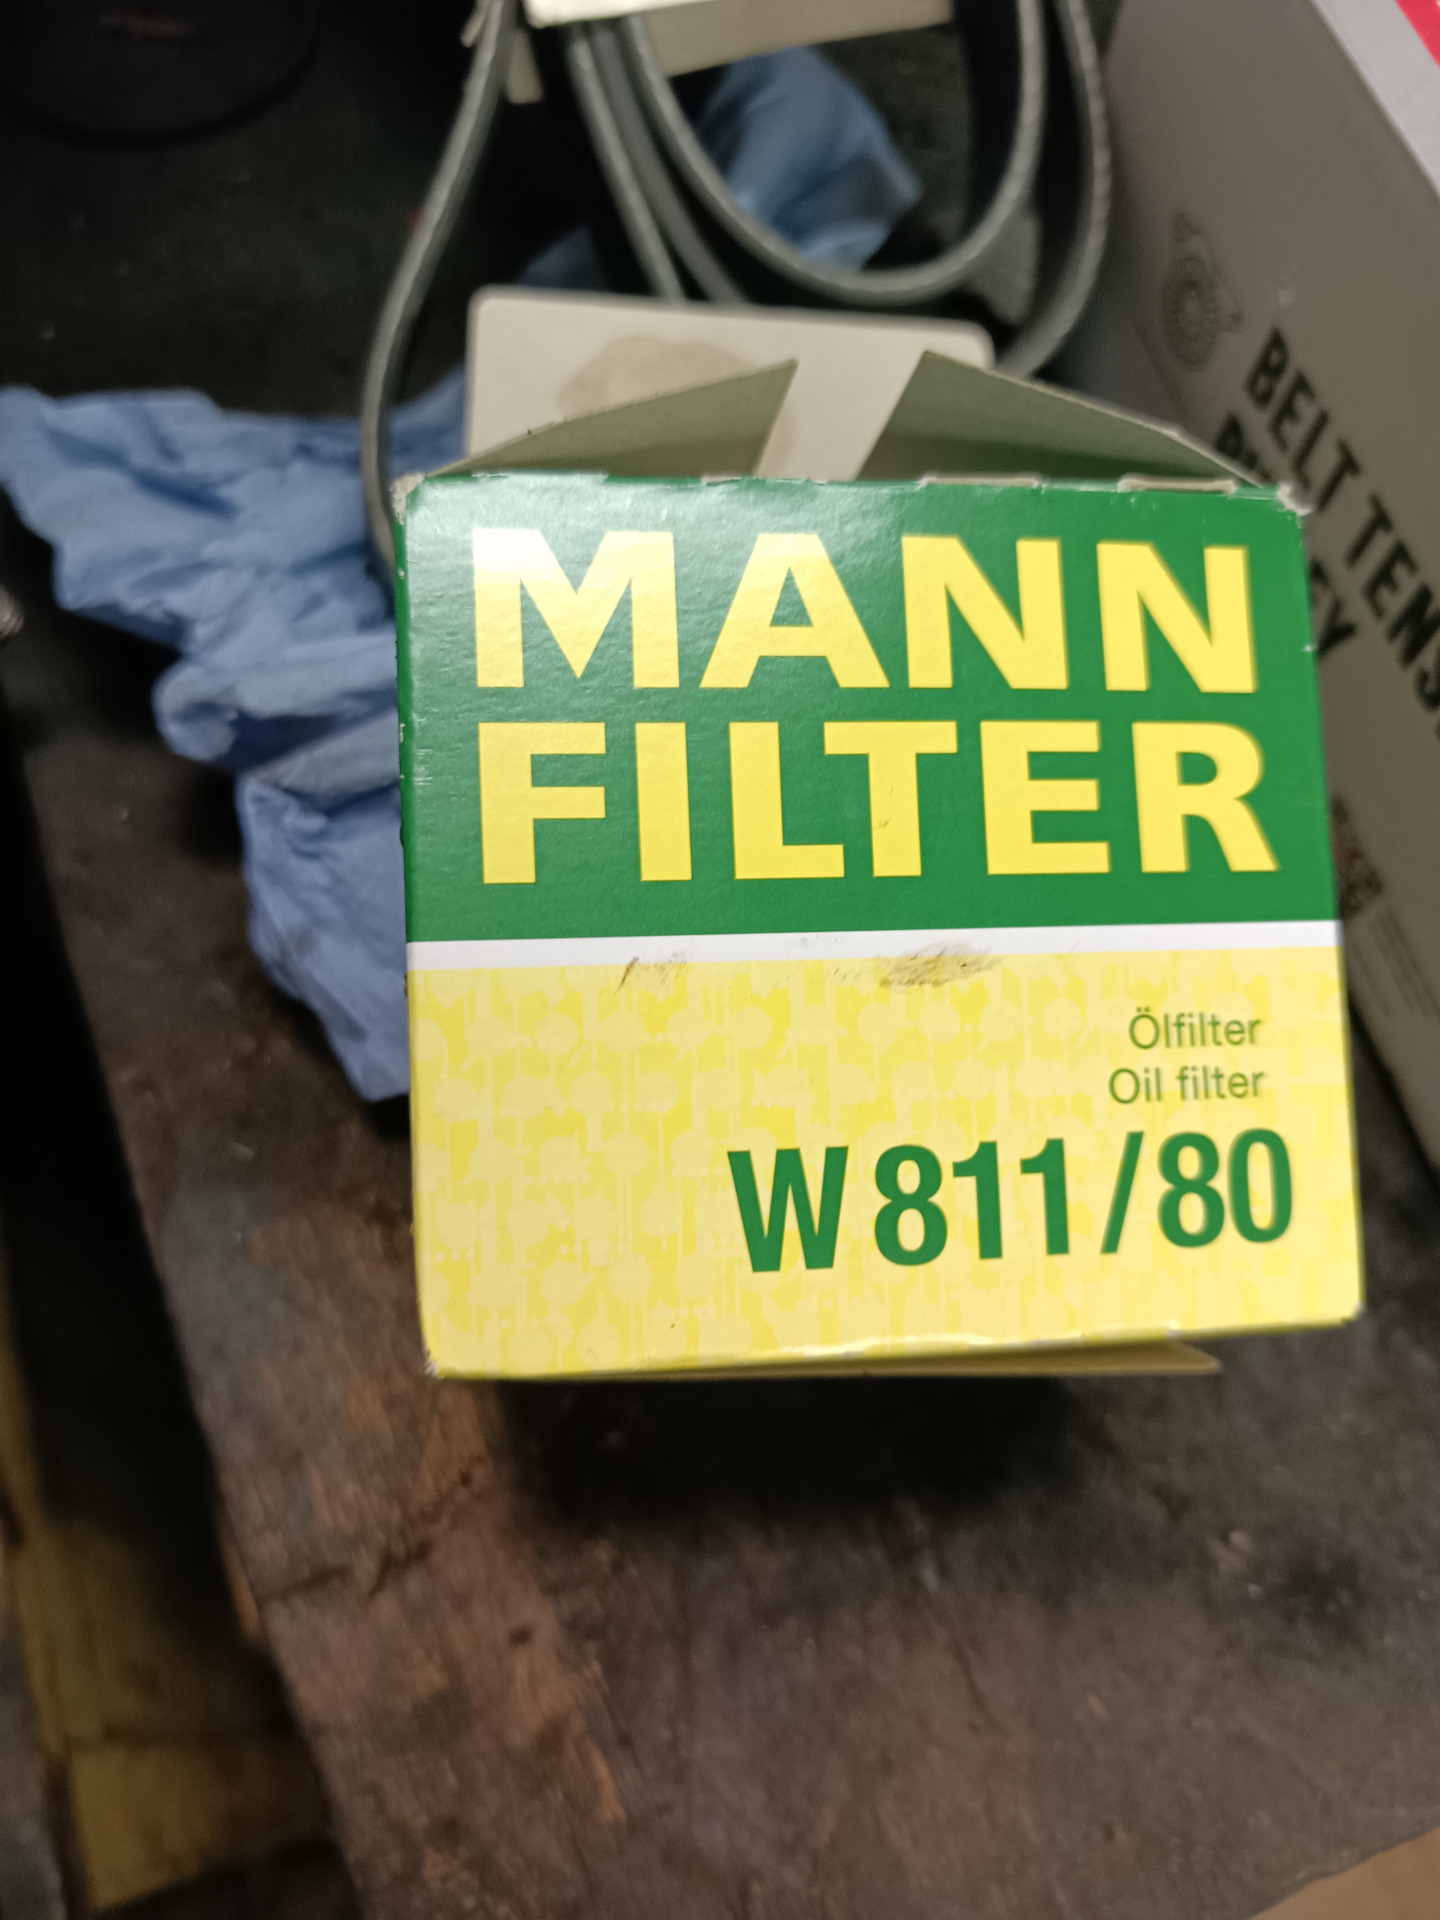 MANN
FILTER
Ölfilter
Oil filter
W 811/80
BELT TENS